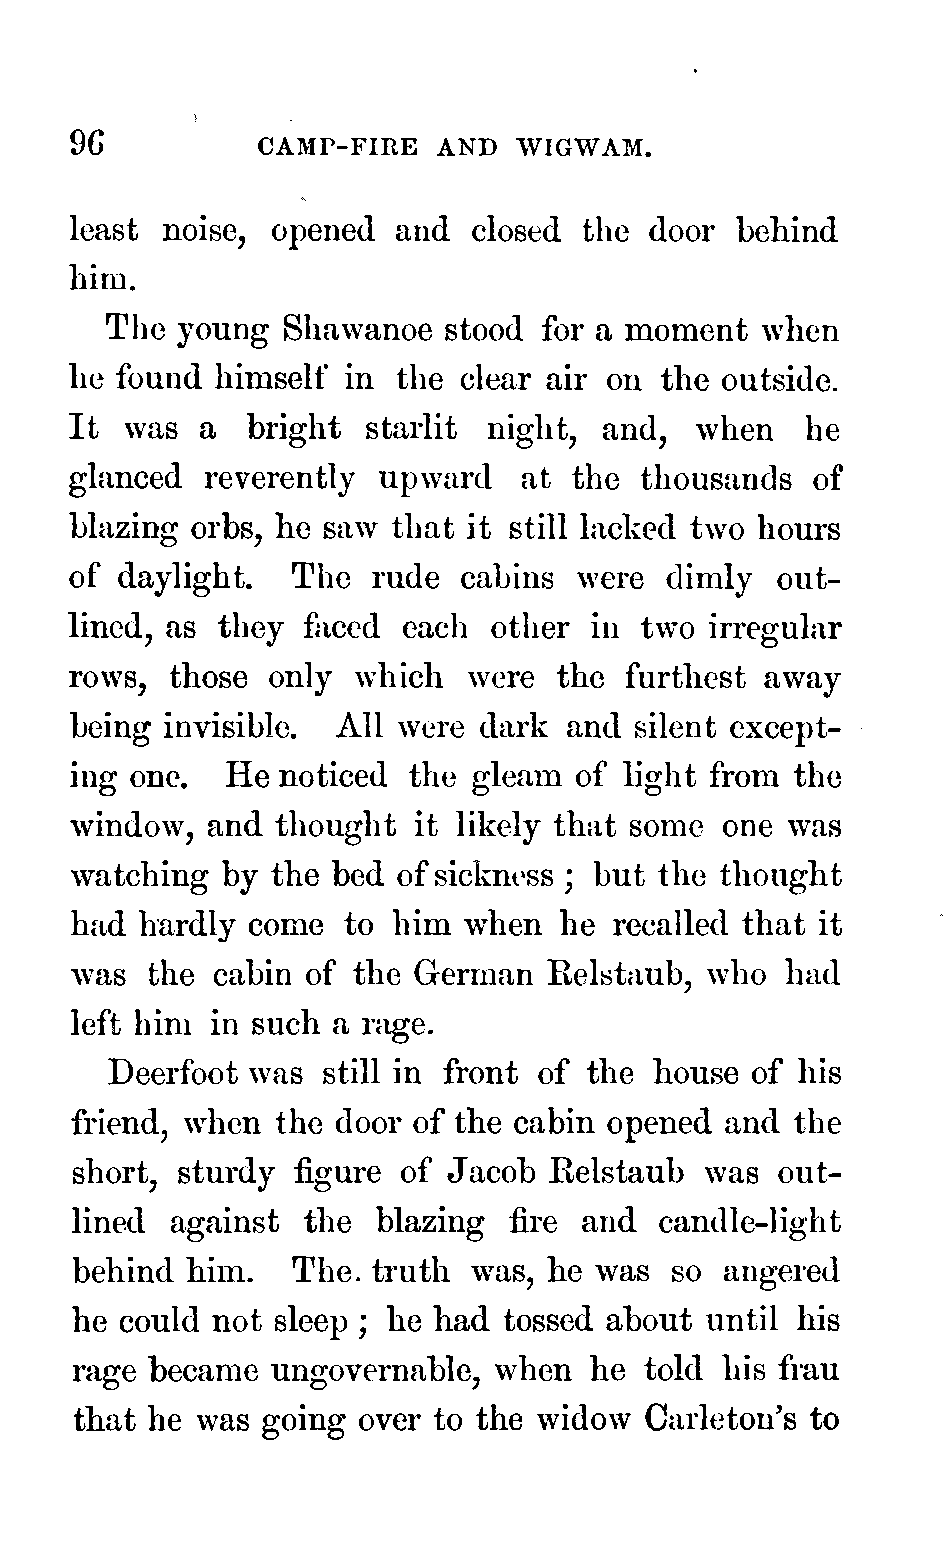 96 CAMP-FIRE AND WIGWAM.
least noise, opened and closed the door behind
him.
The young Shawanoe stood for a moment when
he found himself in the clear air on the outside.
It was a bright starlit night, and, when he
glanced reverently upward at the thousands of
blazing orbs, he saw that it still lacked two hours
of daylight. The rude cabins were dimly out-
lined, as they faced each other in two irregular
rows, those only which were the furthest away
being invisible. All were dark and silent except-
ing one. He noticed the gleam of light from the
window, and thought it likely that some one was
watching by the bed of sickness ; but the thought
had hardly come to him when he recalled that it
was the cabin of the German Relstaub, who had
left him in such a rage.
Deerfoot was still in front of the house of his
friend, when the door of the cabin opened and the
short, sturdy figure of Jacob Relstaub was out-
lined against the blazing fire and candle-light
behind him. The. truth was, he was so angered
he could not sleep ; he had tossed about until his
rage became ungovernable, when he told his frau
that he was going over to the widow Carleton's to